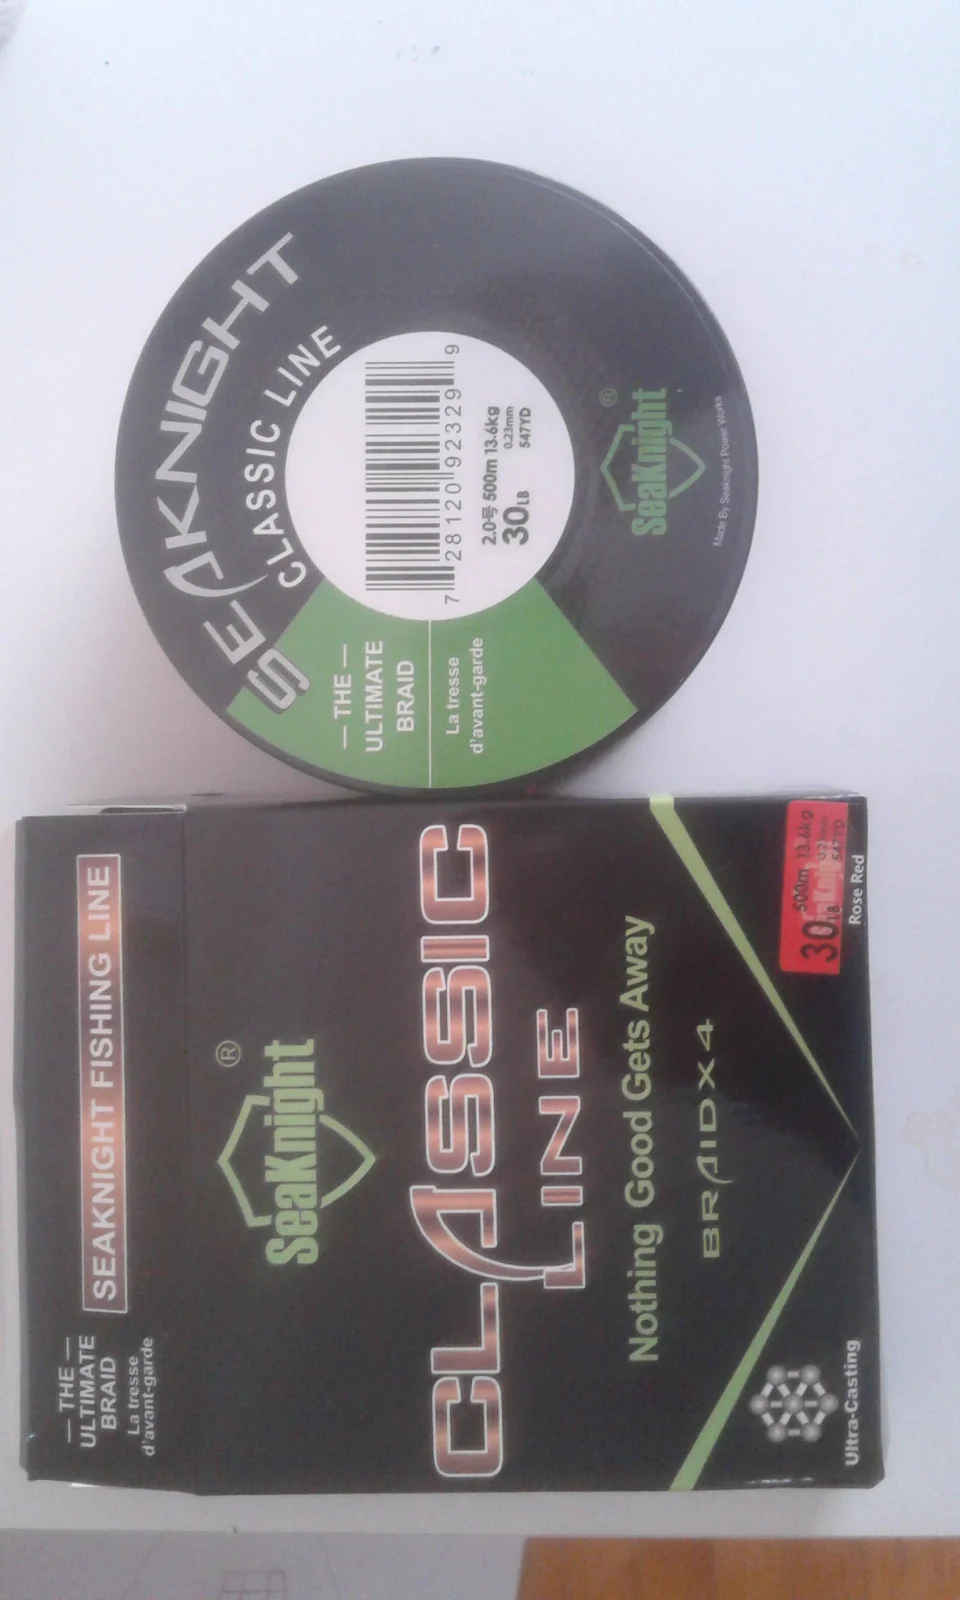 SEAKNIGHT
CLASSIC LINE
7 28120 92329 9
2.0号 500m 13.6kg
0.23mm
30LB
547YD
— THE —
ULTIMATE
BRAID
La tresse
d'avant-garde
SeaKnight®
Made By Seaknight Power Works
— THE —
ULTIMATE
BRAID
La tresse
d'avant-garde
SEAKNIGHT FISHING LINE
SeaKnight®
CLASSIC
LINE
Nothing Good Gets Away
BRAID X 4
Ultra-Casting
500m 13.6kg
30LB
547YD
Rose Red